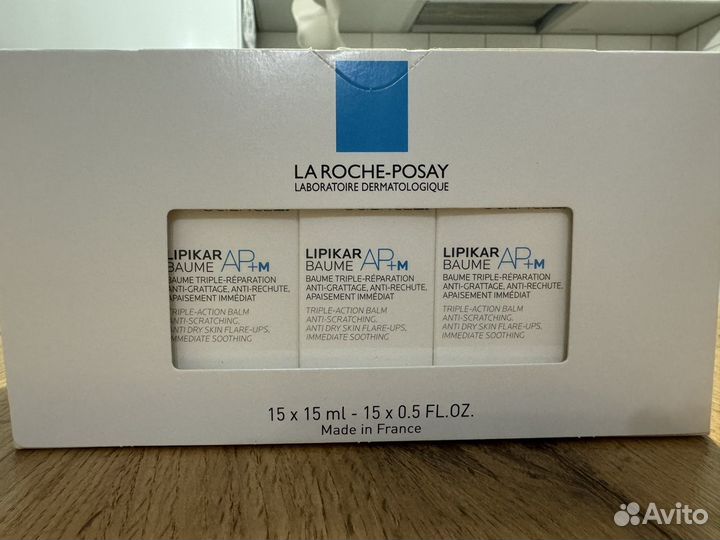 LA ROCHE-POSAY
LABORATOIRE DERMATOLOGIQUE
LIPIKAR
BAUME AP+M
BAUME TRIPLE-RÉPARATION
ANTI-GRATTAGE, ANTI-RECHUTE,
APAISEMENT IMMÉDIAT
TRIPLE-ACTION BALM
ANTI-SCRATCHING,
ANTI DRY SKIN FLARE-UPS,
IMMEDIATE SOOTHING
LIPIKAR
BAUME AP+M
BAUME TRIPLE-RÉPARATION
ANTI-GRATTAGE, ANTI-RECHUTE,
APAISEMENT IMMÉDIAT
TRIPLE-ACTION BALM
ANTI-SCRATCHING,
ANTI DRY SKIN FLARE-UPS,
IMMEDIATE SOOTHING
LIPIKAR
BAUME AP+M
BAUME TRIPLE-RÉPARATION
ANTI-GRATTAGE, ANTI-RECHUTE,
APAISEMENT IMMÉDIAT
TRIPLE-ACTION BALM
ANTI-SCRATCHING,
ANTI DRY SKIN FLARE-UPS,
IMMEDIATE SOOTHING
15 x 15 ml - 15 x 0.5 FL.OZ.
Made in France
Avito